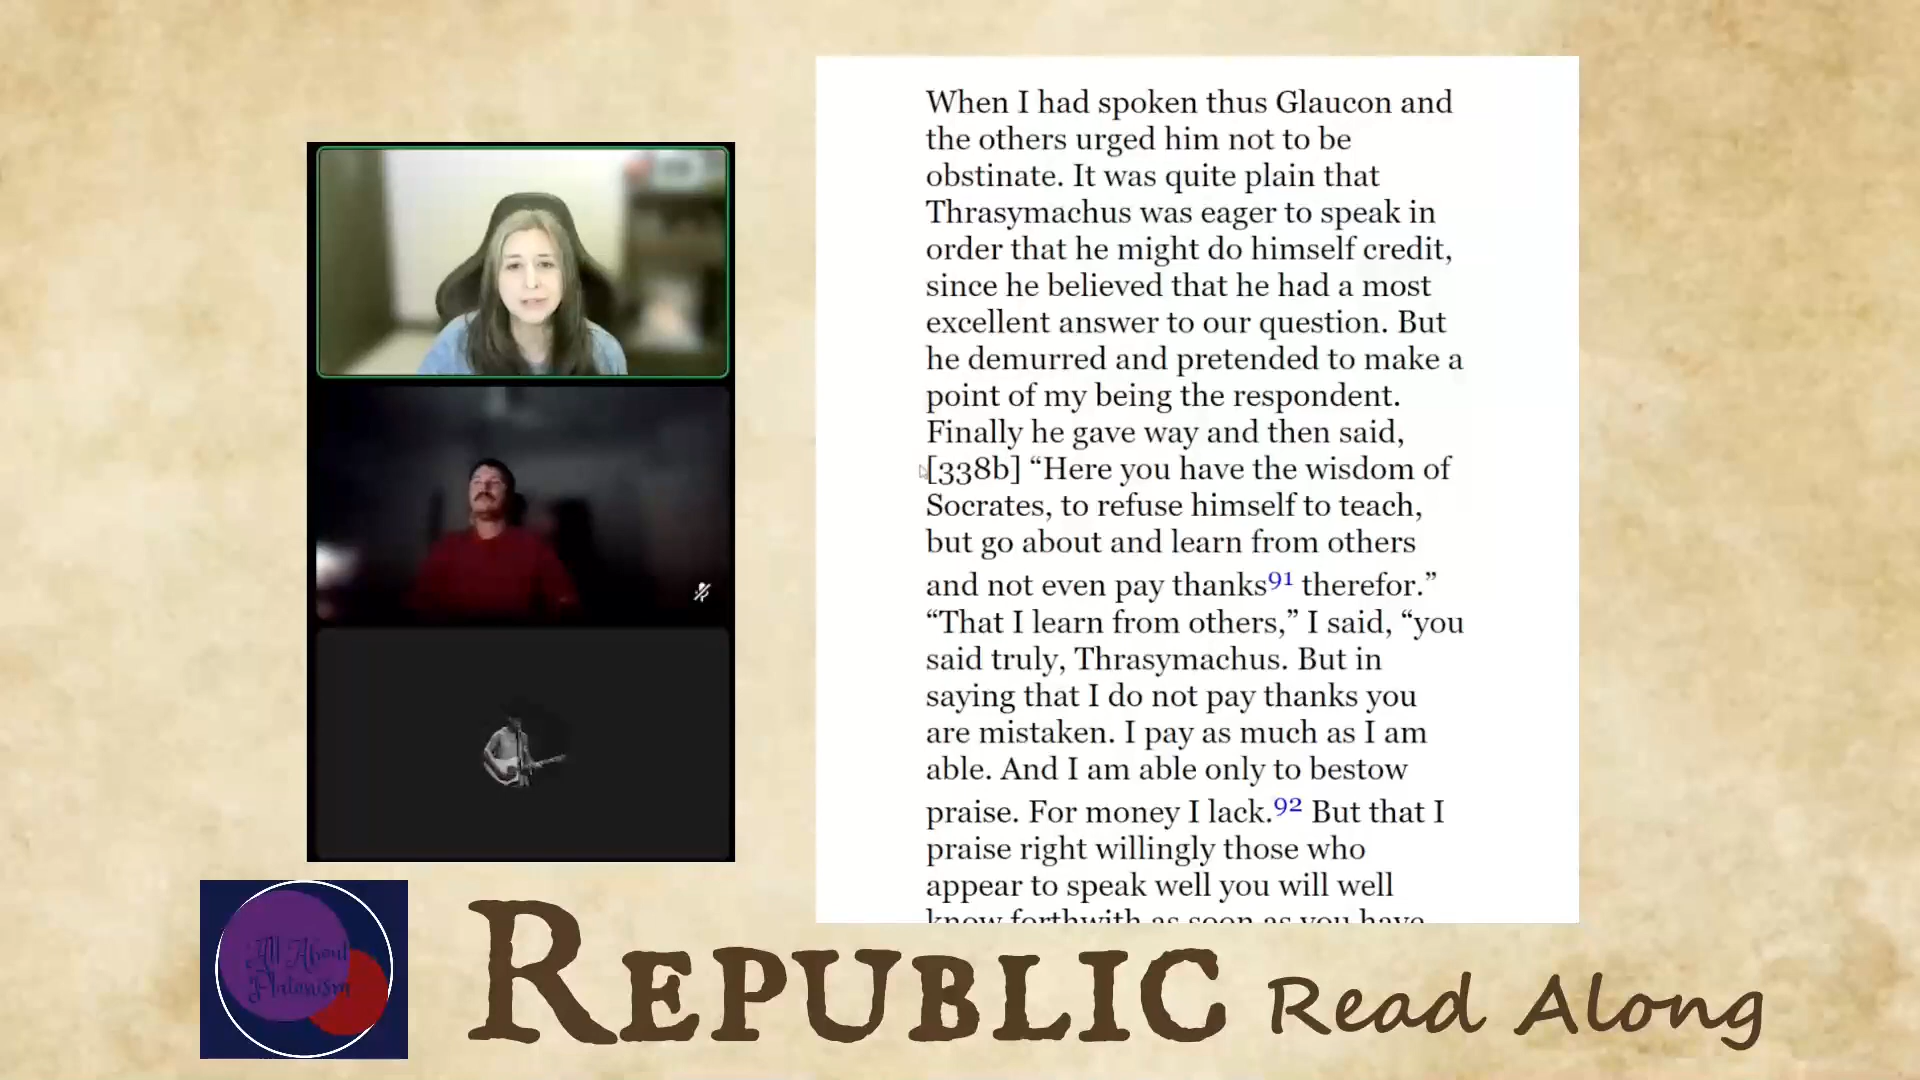 When I had spoken thus Glaucon and
the others urged him not to be
obstinate. It was quite plain that
Thrasymachus was eager to speak in
order that he might do himself credit,
since he believed that he had a most
excellent answer to our question. But
he demurred and pretended to make a
point of my being the respondent.
Finally he gave way and then said,
[338b] “Here you have the wisdom of
Socrates, to refuse himself to teach,
but go about and learn from others
and not even pay thanks91 therefor.”
“That I learn from others,” I said, “you
said truly, Thrasymachus. But in
saying that I do not pay thanks you
are mistaken. I pay as much as I am
able. And I am able only to bestow
praise. For money I lack.92 But that I
praise right willingly those who
appear to speak well you will well
know forthwith as soon as you have
All About
Platonism
REPUBLIC Read Along